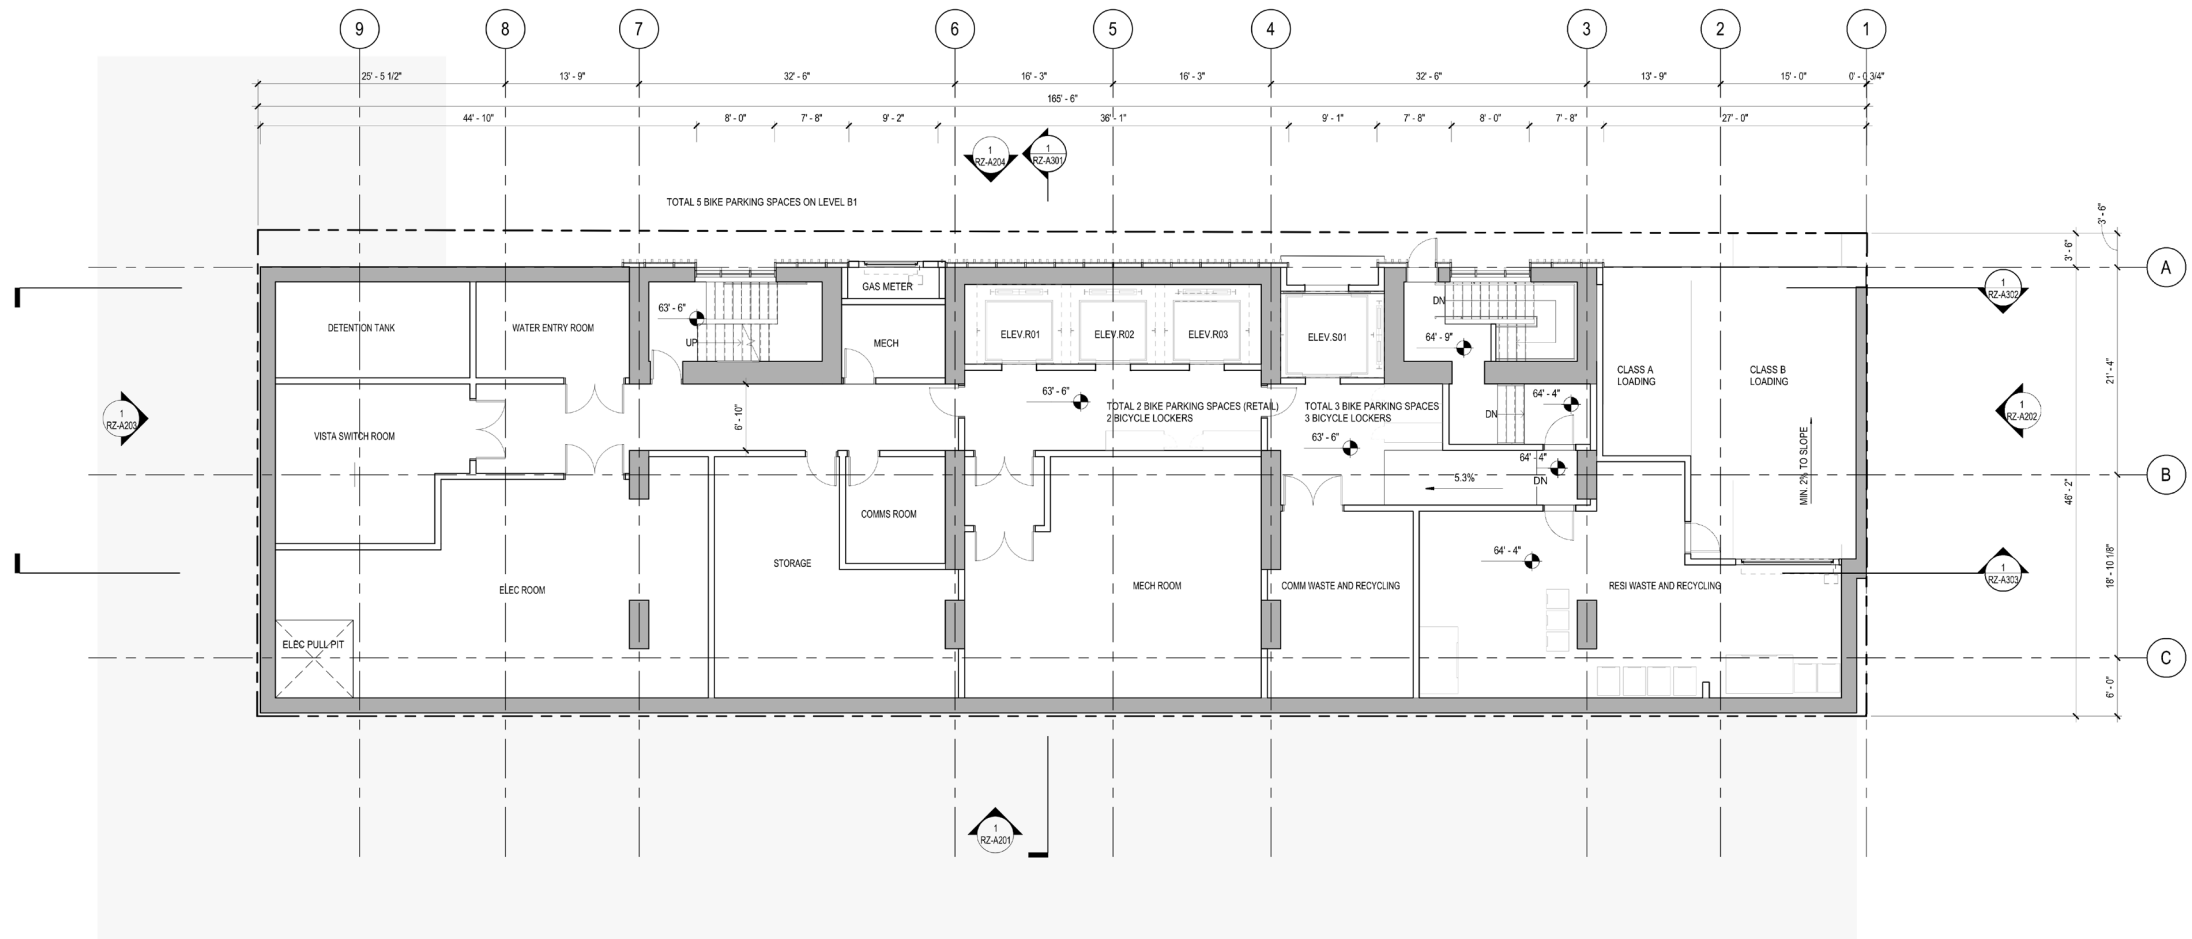 9 8 7 6 5 4 3 2 1
25' - 5 1/2" 13' - 9" 32' - 6" 16' - 3" 16' - 3" 32' - 6" 13' - 9" 15' - 0" 0' - 0 3/4"
165' - 6"
44' - 10" 8' - 0" 7' - 8" 9' - 2" 36' - 1" 9' - 1" 7' - 8" 8' - 0" 7' - 8" 27' - 0"
1
RZ-A204
1
RZ-A301
TOTAL 5 BIKE PARKING SPACES ON LEVEL B1
3' - 6"
3' - 6"
A
GAS METER
1
RZ-A302
DN
63' - 6"
DETENTION TANK
WATER ENTRY ROOM
UP
MECH
ELEV.R01
ELEV.R02
ELEV.R03
ELEV.S01
64' - 9"
CLASS A
LOADING
CLASS B
LOADING
21' - 4"
63' - 6"
64' - 4"
TOTAL 2 BIKE PARKING SPACES (RETAIL)
2 BICYCLE LOCKERS
TOTAL 3 BIKE PARKING SPACES
3 BICYCLE LOCKERS
DN
1
RZ-A203
6' - 10"
1
RZ-A202
VISTA SWITCH ROOM
63' - 6"
64' - 4"
DN
5.3%
MIN. 2% TO SLOPE
B
46' - 2"
COMMS ROOM
STORAGE
64' - 4"
ELEC ROOM
MECH ROOM
COMM WASTE AND RECYCLING
RESI WASTE AND RECYCLING
1
RZ-A303
18' - 10 1/8"
ELEC PULL PIT
C
6' - 0"
1
RZ-A201